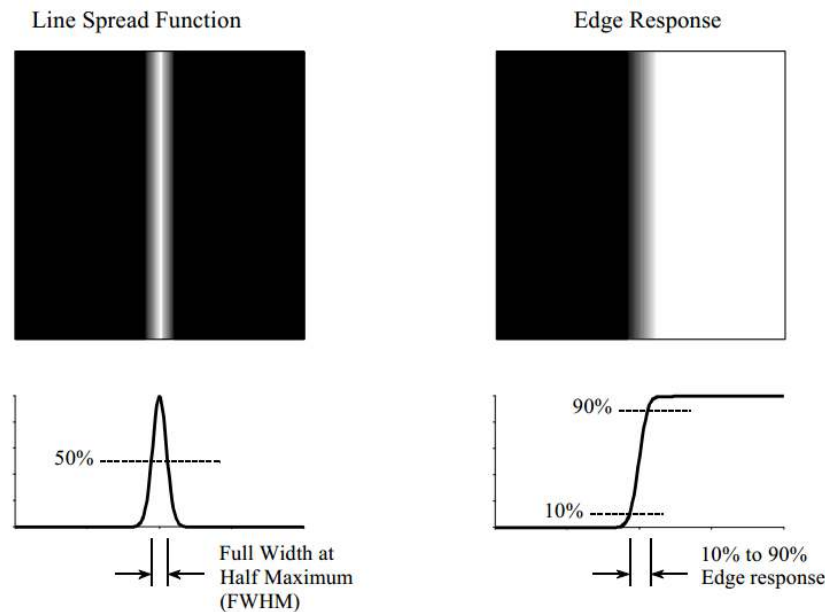 Line Spread Function
Edge Response
50%
90%
10%
Full Width at
Half Maximum
(FWHM)
10% to 90%
Edge response